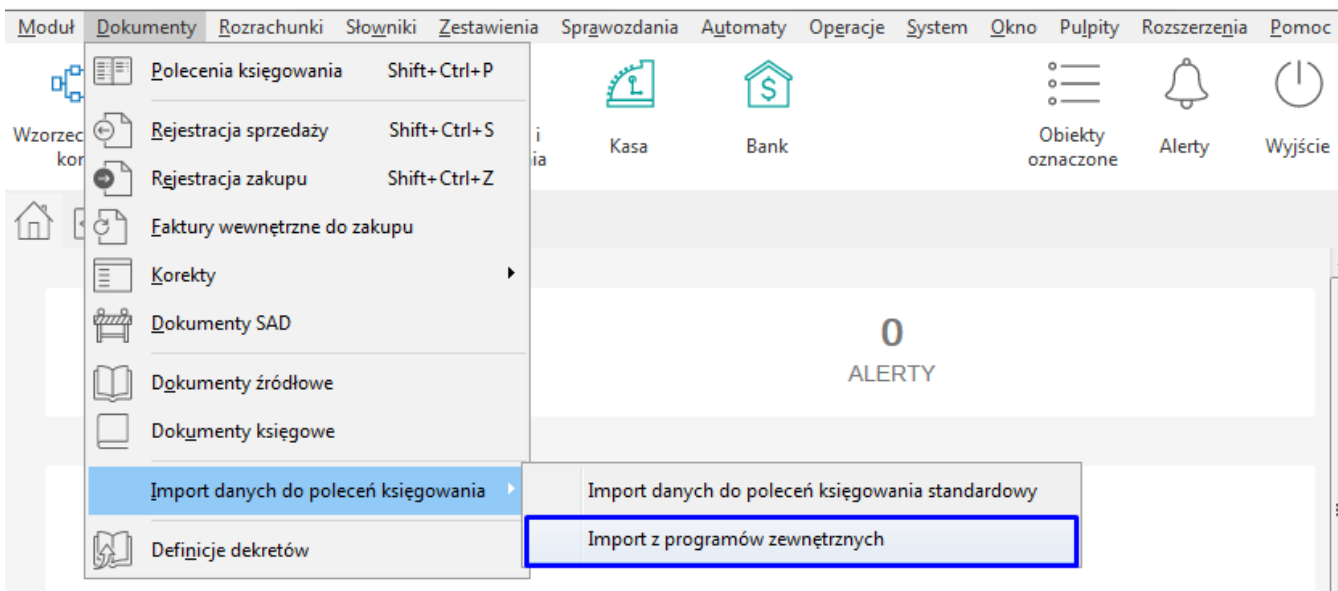 Moduł Dokumenty Rozrachunki Słowniki Zestawienia Sprawozdania Automaty Operacje System Okno Pulpity Rozszerzenia Pomoc
Polecenia księgowania Shift+Ctrl+P
Rejestracja sprzedaży Shift+Ctrl+S
Rejestracja zakupu Shift+Ctrl+Z
Faktury wewnętrzne do zakupu
Korekty
Dokumenty SAD
Dokumenty źródłowe
Dokumenty księgowe
Import danych do poleceń księgowania
Definicje dekretów
Import danych do poleceń księgowania standardowy
Import z programów zewnętrznych
Wzorzec
kor
i
ia
Kasa
Bank
Obiekty
oznaczone
Alerty
Wyjście
0
ALERTY